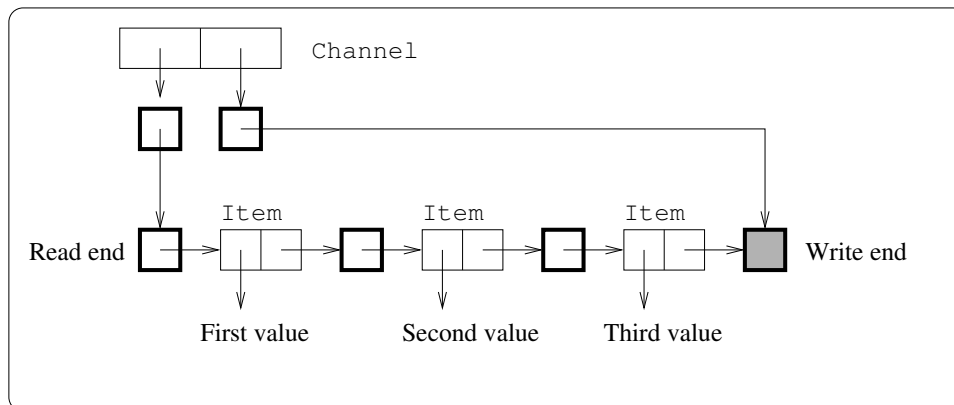 Channel
Item Item Item
Read end Write end
First value Second value Third value